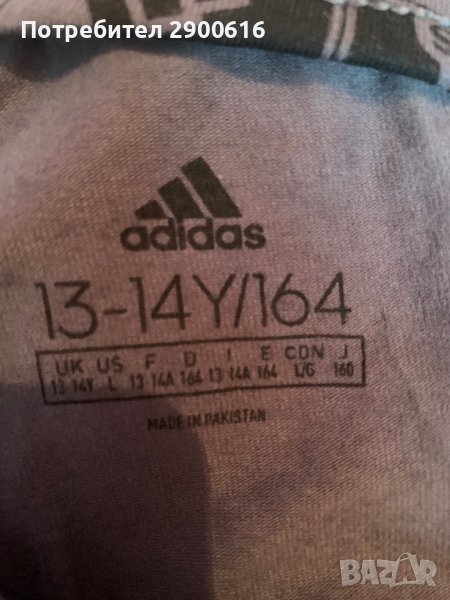 Потребител 2900616
adidas
13-14Y/164
UK US F D I E CDN J
13-14Y L 13-14A 164 13-14A 164 L/G 160
MADE IN PAKISTAN
BAZAR